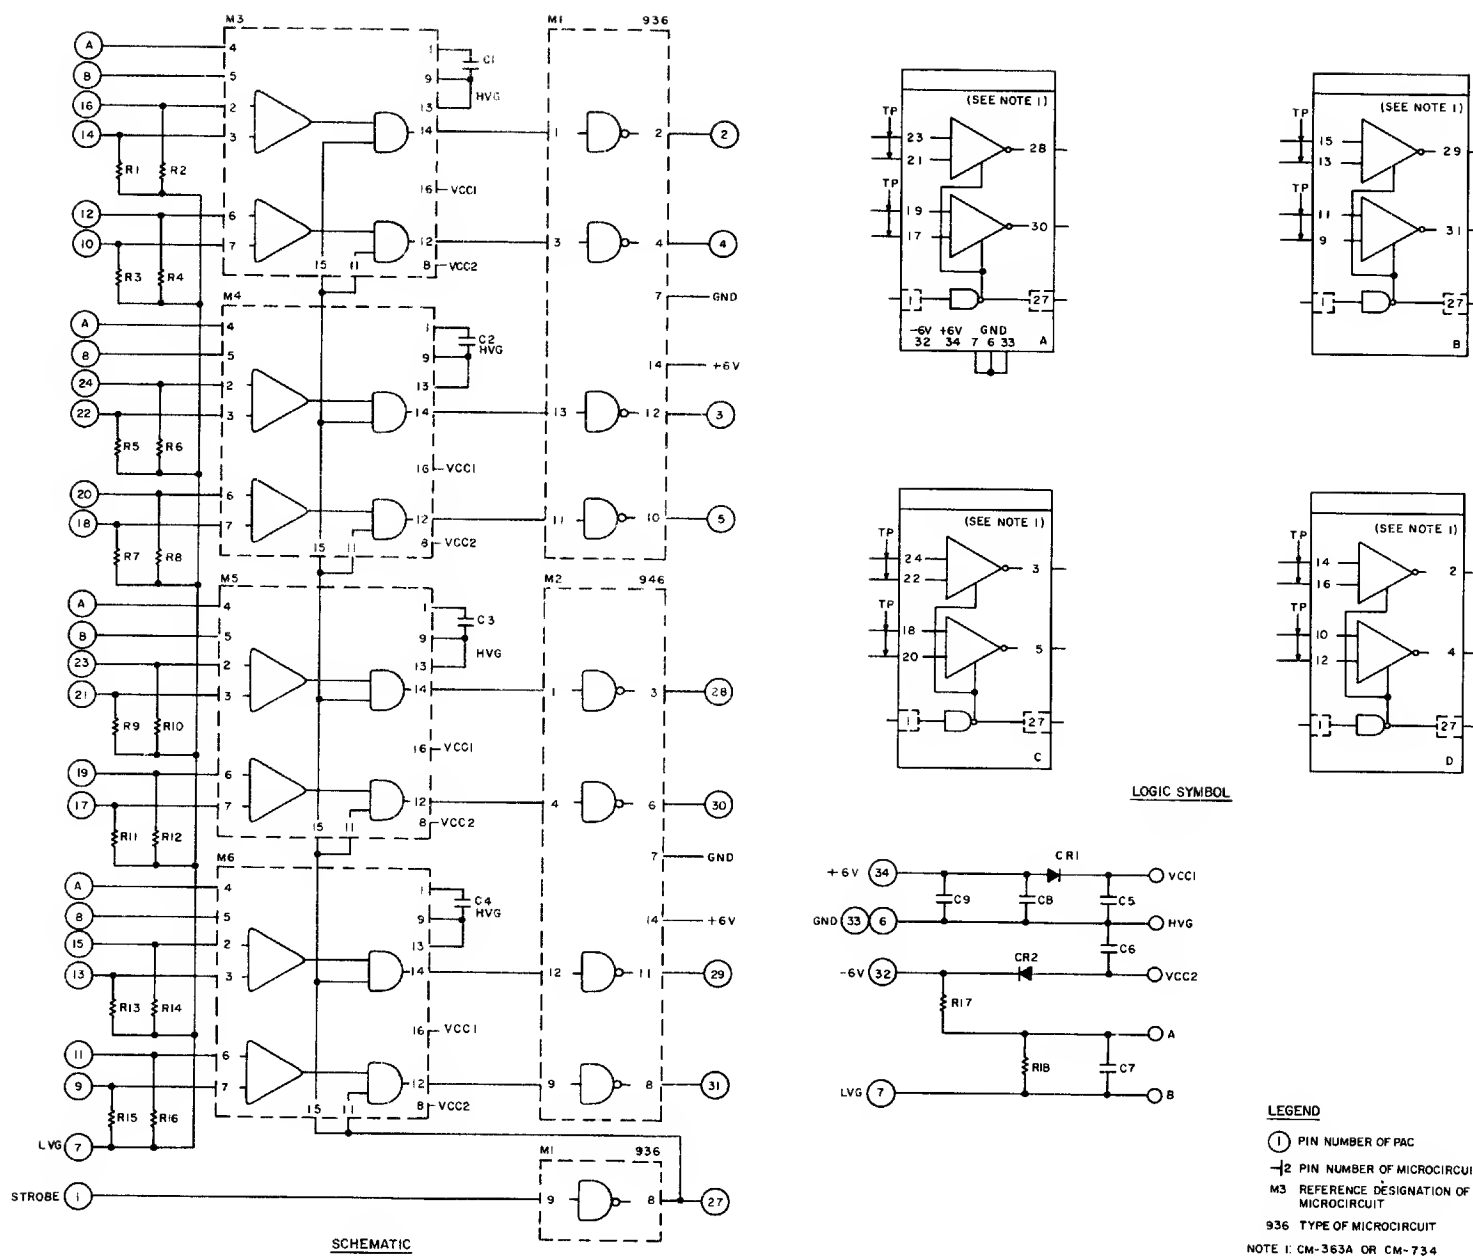 M3
A 4
B 5
16 2
14 3
R1 R2
12 6
10 7
R3 R4
15 11
1 C1
9 HVG
13
14
16 VCC1
12
8 VCC2
M1 936
1 2 2
3 4 4
7 GND
14 +6V
13 12 3
11 10 5
M4
A 4
8 5
24 2
22 3
R5 R6
20 6
18 7
R7 R8
15 11
1 C2
HVG
9
13
14
16 VCC1
12
8 VCC2
M5
A 4
B 5
23 2
21 3
R9 R10
19 6
17 7
R11 R12
15 11
1 C3
9 HVG
13
14
16 VCC1
12
8 VCC2
M2 946
1 3 28
4 6 30
7 GND
14 +6V
12 11 29
9 8 31
M6
A 4
8 5
15 2
13 3
R13 R14
11 6
9 7
R15 R16
15 11
1 C4
HVG
9
13
14
16 VCC1
12
8 VCC2
LVG 7
M1 936
STROBE 1 9 8 27
SCHEMATIC
(SEE NOTE 1)
TP
23 28
21
TP
19 30
17
1 27
-6V +6V GND
32 34 7 6 33 A
(SEE NOTE 1)
TP
15 29
13
TP
11 31
9
1 27
B
(SEE NOTE 1)
TP
24 3
22
TP
18 5
20
1 27
C
(SEE NOTE 1)
TP
14 2
16
TP
10 4
12
1 27
D
LOGIC SYMBOL
CR1
+6V 34 VCC1
C9 C8 C5
GND 33 6 HVG
C6
CR2
-6V 32 VCC2
R17
A
R18 C7
LVG 7 B
LEGEND
1 PIN NUMBER OF PAC
2 PIN NUMBER OF MICROCIRCUI
M3 REFERENCE DESIGNATION OF
MICROCIRCUIT
936 TYPE OF MICROCIRCUIT
NOTE 1: CM-363A OR CM-734